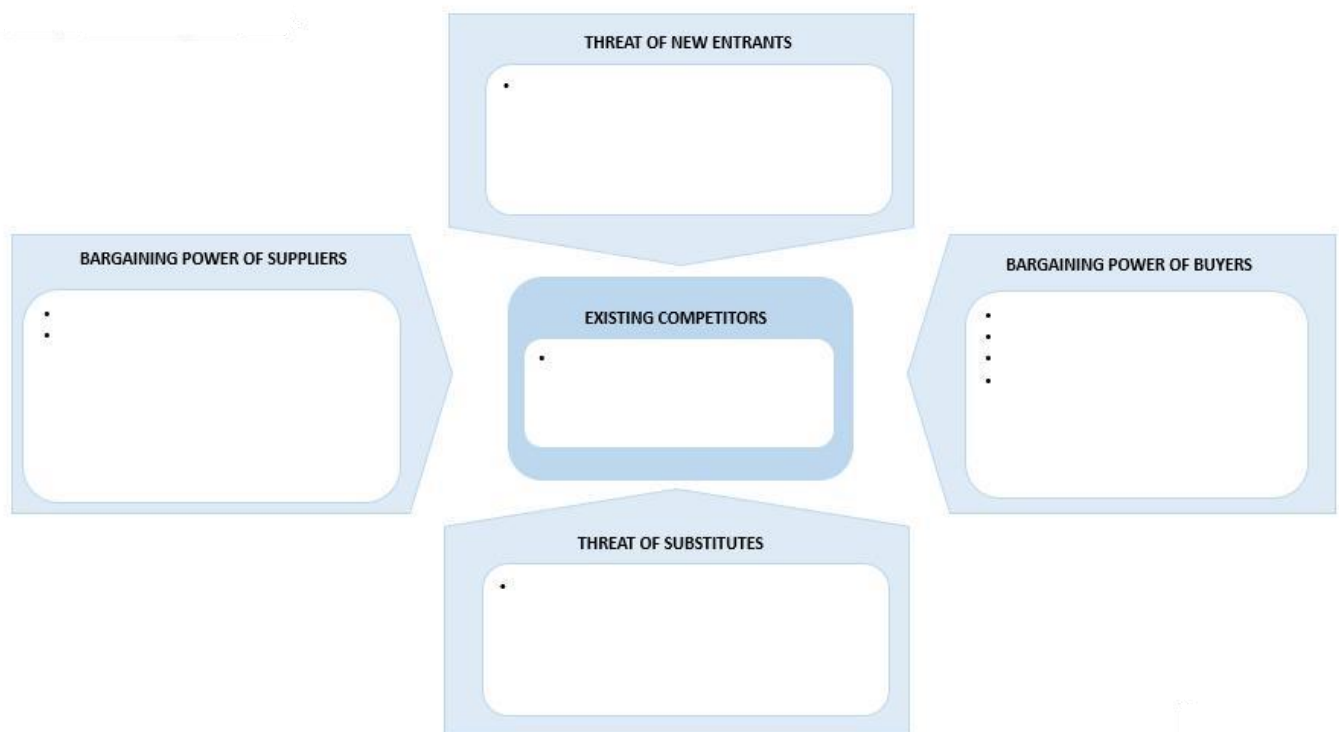 THREAT OF NEW ENTRANTS
•
BARGAINING POWER OF SUPPLIERS
•
•
EXISTING COMPETITORS
•
BARGAINING POWER OF BUYERS
•
•
•
•
THREAT OF SUBSTITUTES
•